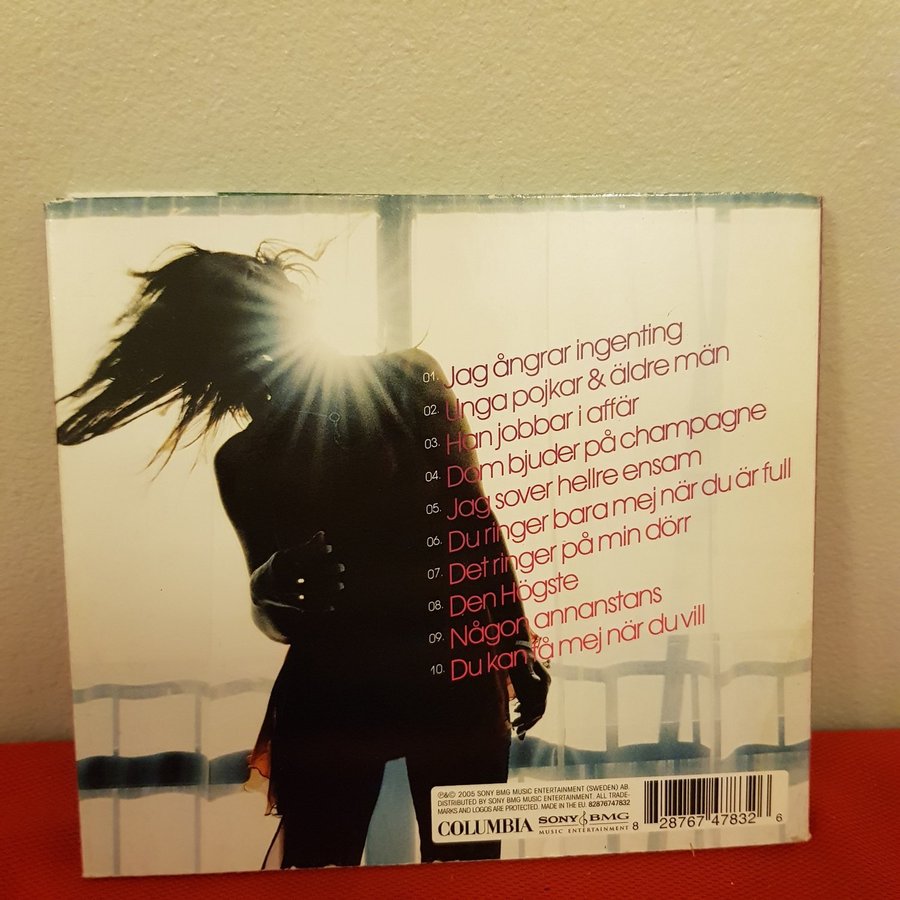 01. Jag ångrar ingenting
02. Unga pojkar & äldre män
03. Han jobbar i affär
04. Dom bjuder på champagne
05. Jag sover hellre ensam
06. Du ringer bara mej när du är full
07. Det ringer på min dörr
08. Den Högste
09. Någon annanstans
10. Du kan få mej när du vill
℗&© 2005 SONY BMG MUSIC ENTERTAINMENT (SWEDEN) AB.
DISTRIBUTED BY SONY BMG MUSIC ENTERTAINMENT. ALL TRADE-
MARKS AND LOGOS ARE PROTECTED. MADE IN THE EU. 82876747832
COLUMBIA SONY BMG
MUSIC ENTERTAINMENT
8 28767 47832 6